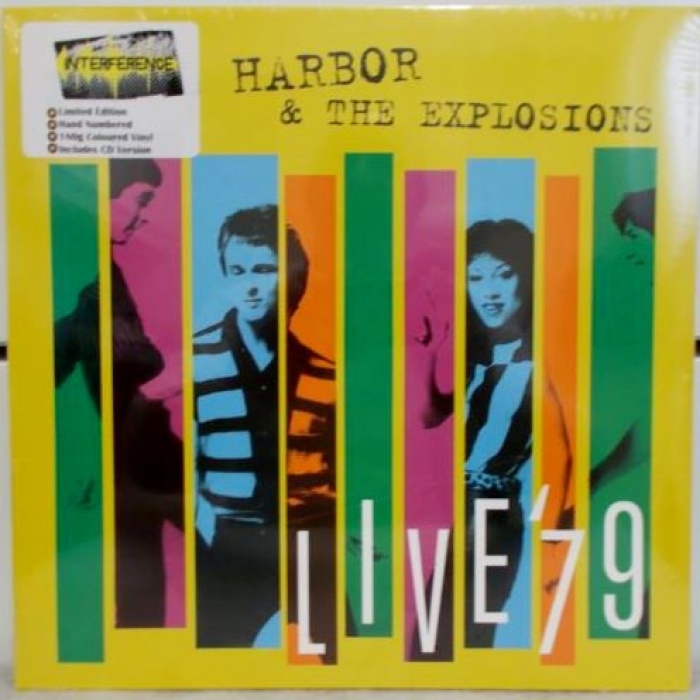 INTERFERENCE
Limited Edition
Hand Numbered
140g Coloured Vinyl
Includes CD Version
HARBOR
& THE EXPLOSIONS
LIVE '79